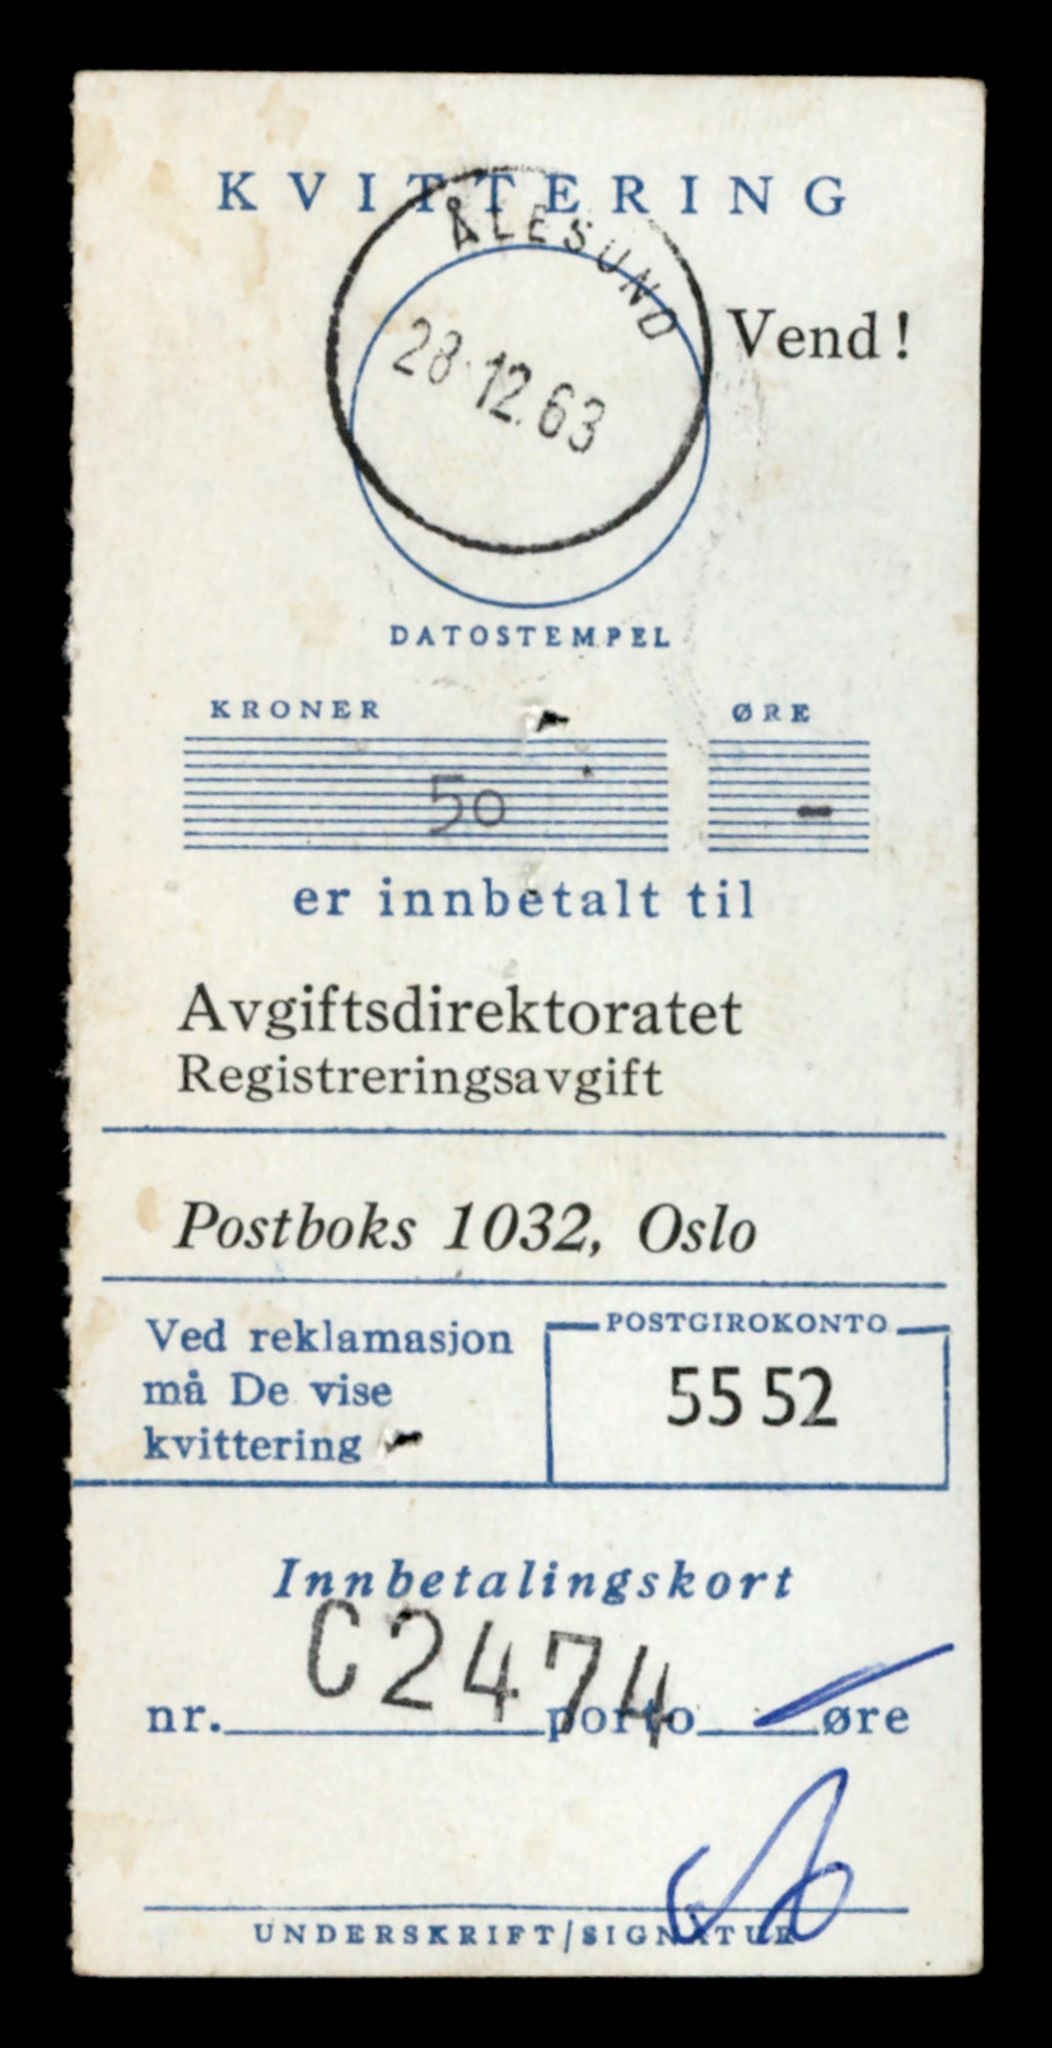 KVITTERING
ÅLESUND
Vend!
28.12.63
DATOSTEMPEL
KRONER ØRE
50 -
er innbetalt til
Avgiftsdirektoratet
Registreringsavgift
Postboks 1032, Oslo
Ved reklamasjon
må De vise
kvittering
POSTGIROKONTO
55 52
Innbetalingskort
C2474
nr. porto øre
UNDERSKRIFT/SIGNATUR